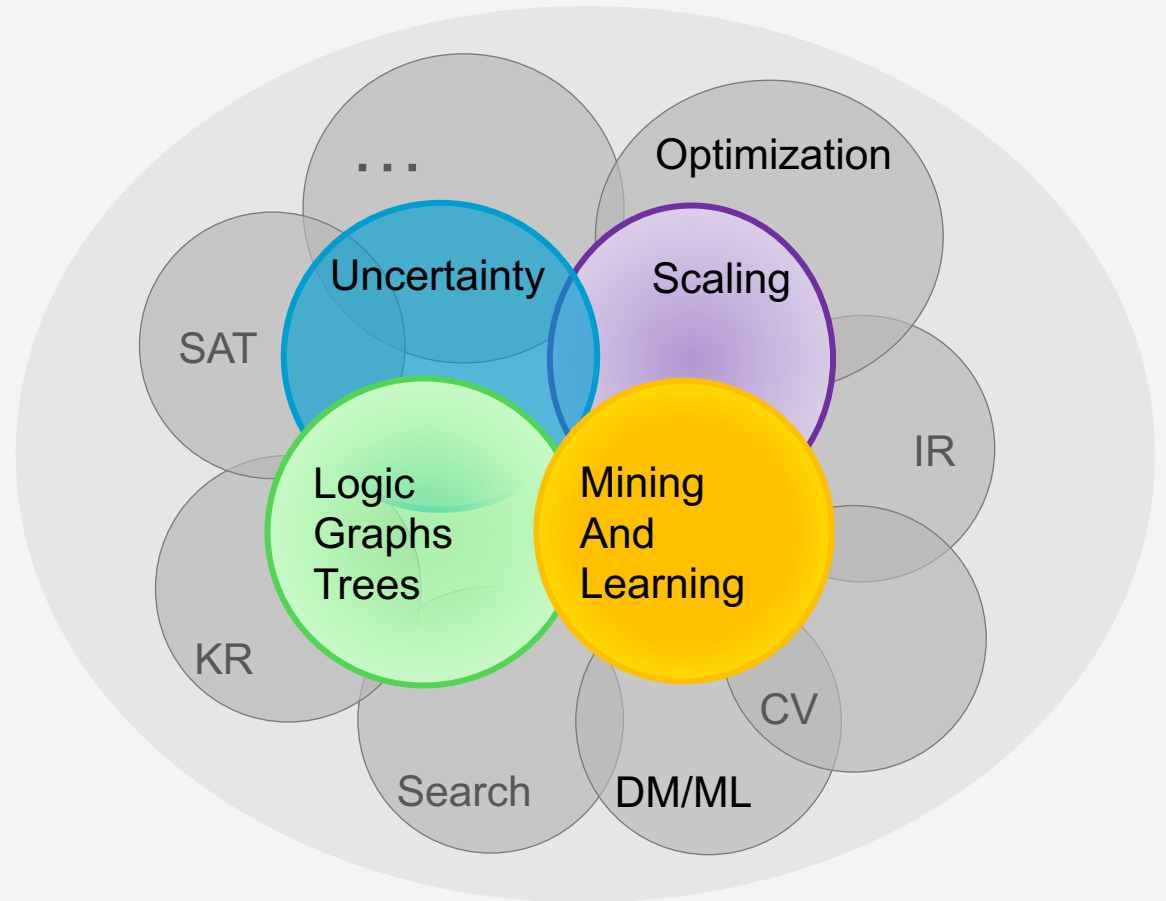 ...
Optimization
Uncertainty
Scaling
SAT
IR
Logic
Graphs
Trees
Mining
And
Learning
KR
CV
Search
DM/ML